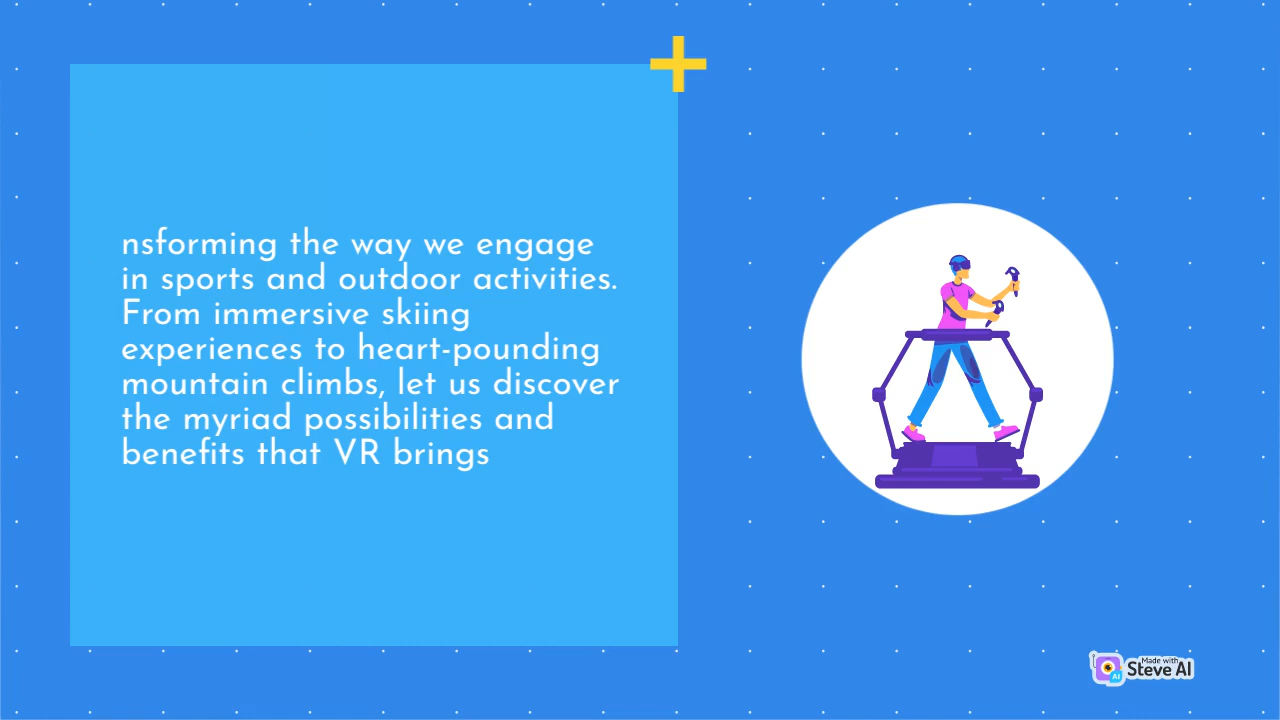 nsforming the way we engage
in sports and outdoor activities.
From immersive skiing
experiences to heart-pounding
mountain climbs, let us discover
the myriad possibilities and
benefits that VR brings
Made with
Steve AI
AI